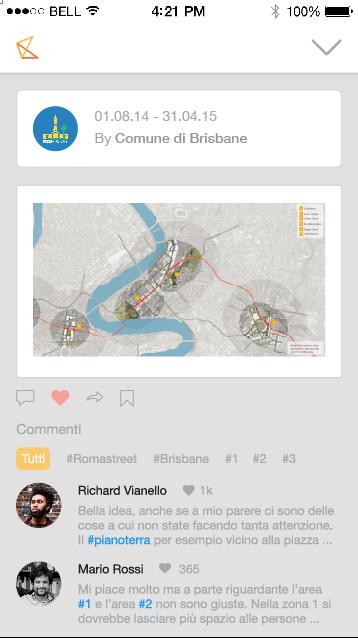 BELL 4:21 PM 100%
01.08.14 - 31.04.15
By Comune di Brisbane
Commenti
Tutti #Romastreet #Brisbane #1 #2 #3
Richard Vianello 1k
Bella idea, anche se a mio parere ci sono delle
cose a cui non state facendo tanta attenzione.
Il #pianoterra per esempio vicino alla piazza ...
Mario Rossi 365
Mi piace molto ma a parte riguardante l'area
#1 e l'area #2 non sono giuste. Nella zona 1 si
dovrebbe lasciare più spazio alle persone ...